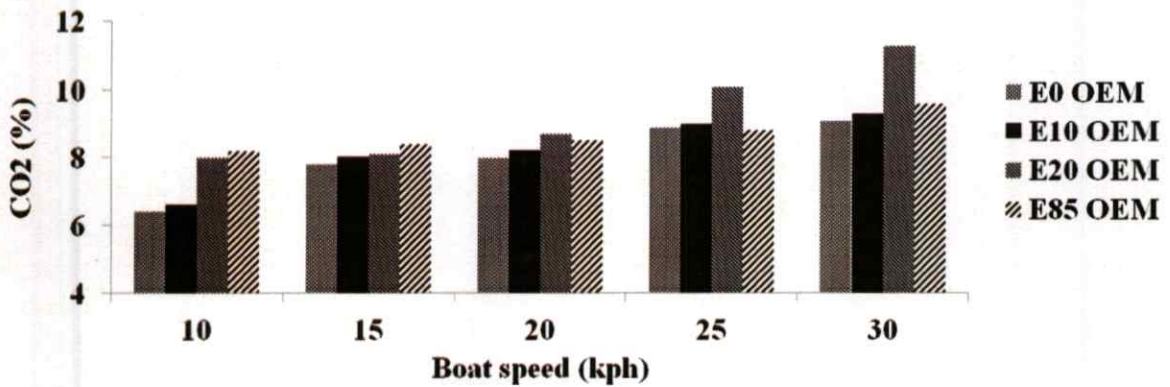 12
10
8
6
4
CO2 (%)
10 15 20 25 30
Boat speed (kph)
E0 OEM
E10 OEM
E20 OEM
E85 OEM